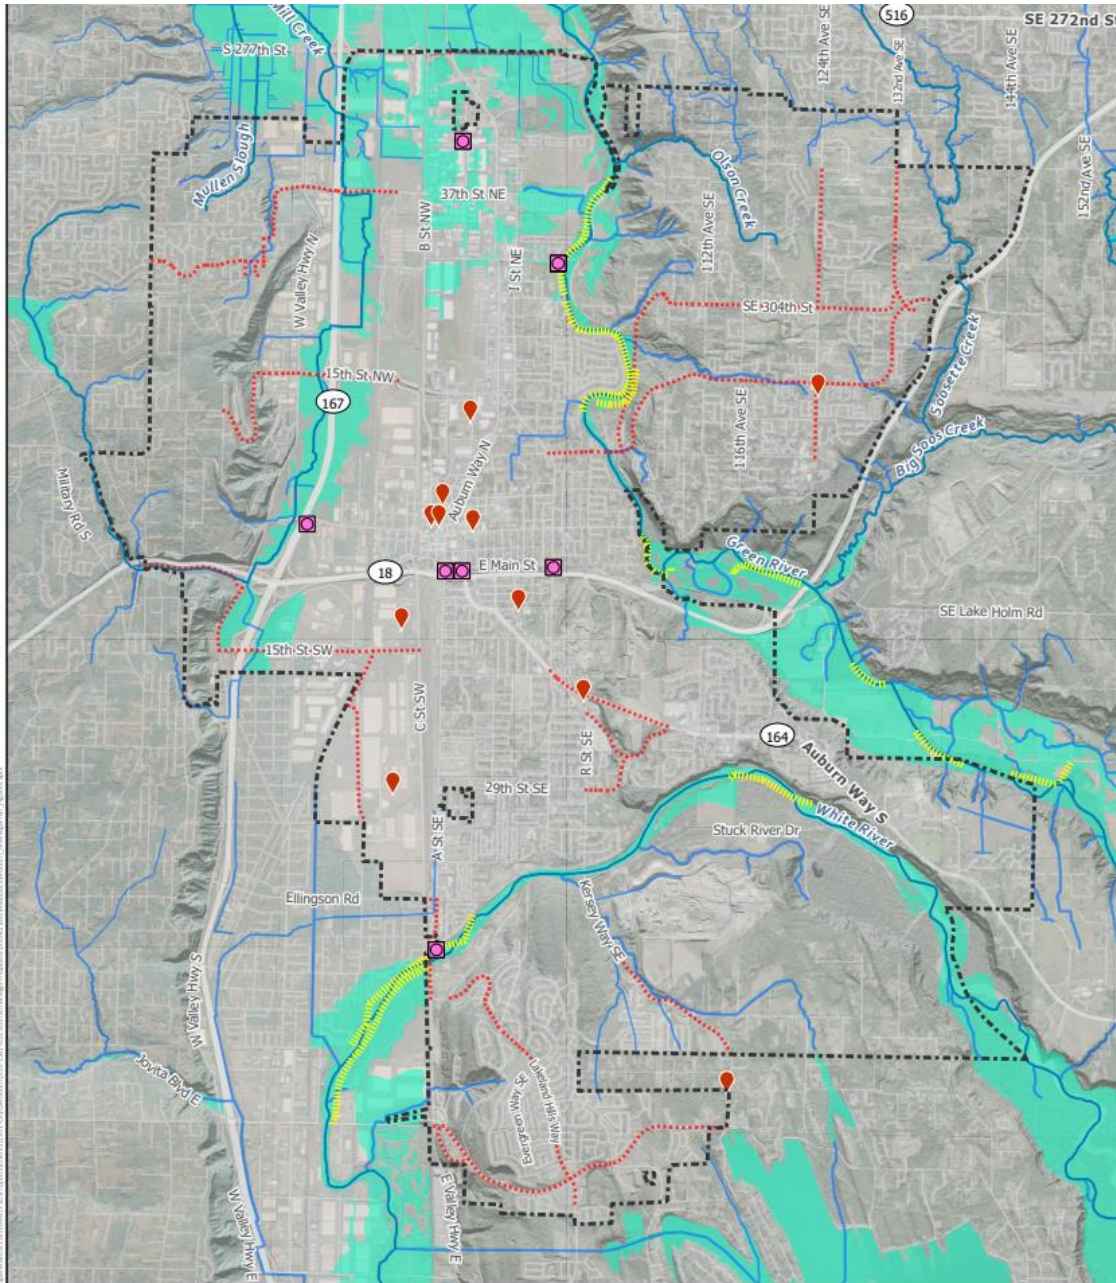 Mill Creek
516
SE 272nd S
S 277th St
124th Ave SE
132nd Ave SE
144th Ave SE
152nd Ave SE
Mullen Slough
Olson Creek
37th St NE
B St NW
I St NE
112th Ave SE
W Valley Hwy N
SE 304th St
15th St NW
167
Soosette Creek
116th Ave SE
Big Soos Creek
Auburn Way N
Military Rd S
Green River
E Main St
18
SE Lake Holm Rd
15th St SW
C St SW
R St SE
164
Auburn Way S
29th St SE
White River
Stuck River Dr
A St SE
Ellingson Rd
Kersey Way SE
W Valley Hwy S
Jovita Blvd E
Evergreen Way SE
Lakeland Hills Way
W Valley Hwy E
E Valley Hwy E